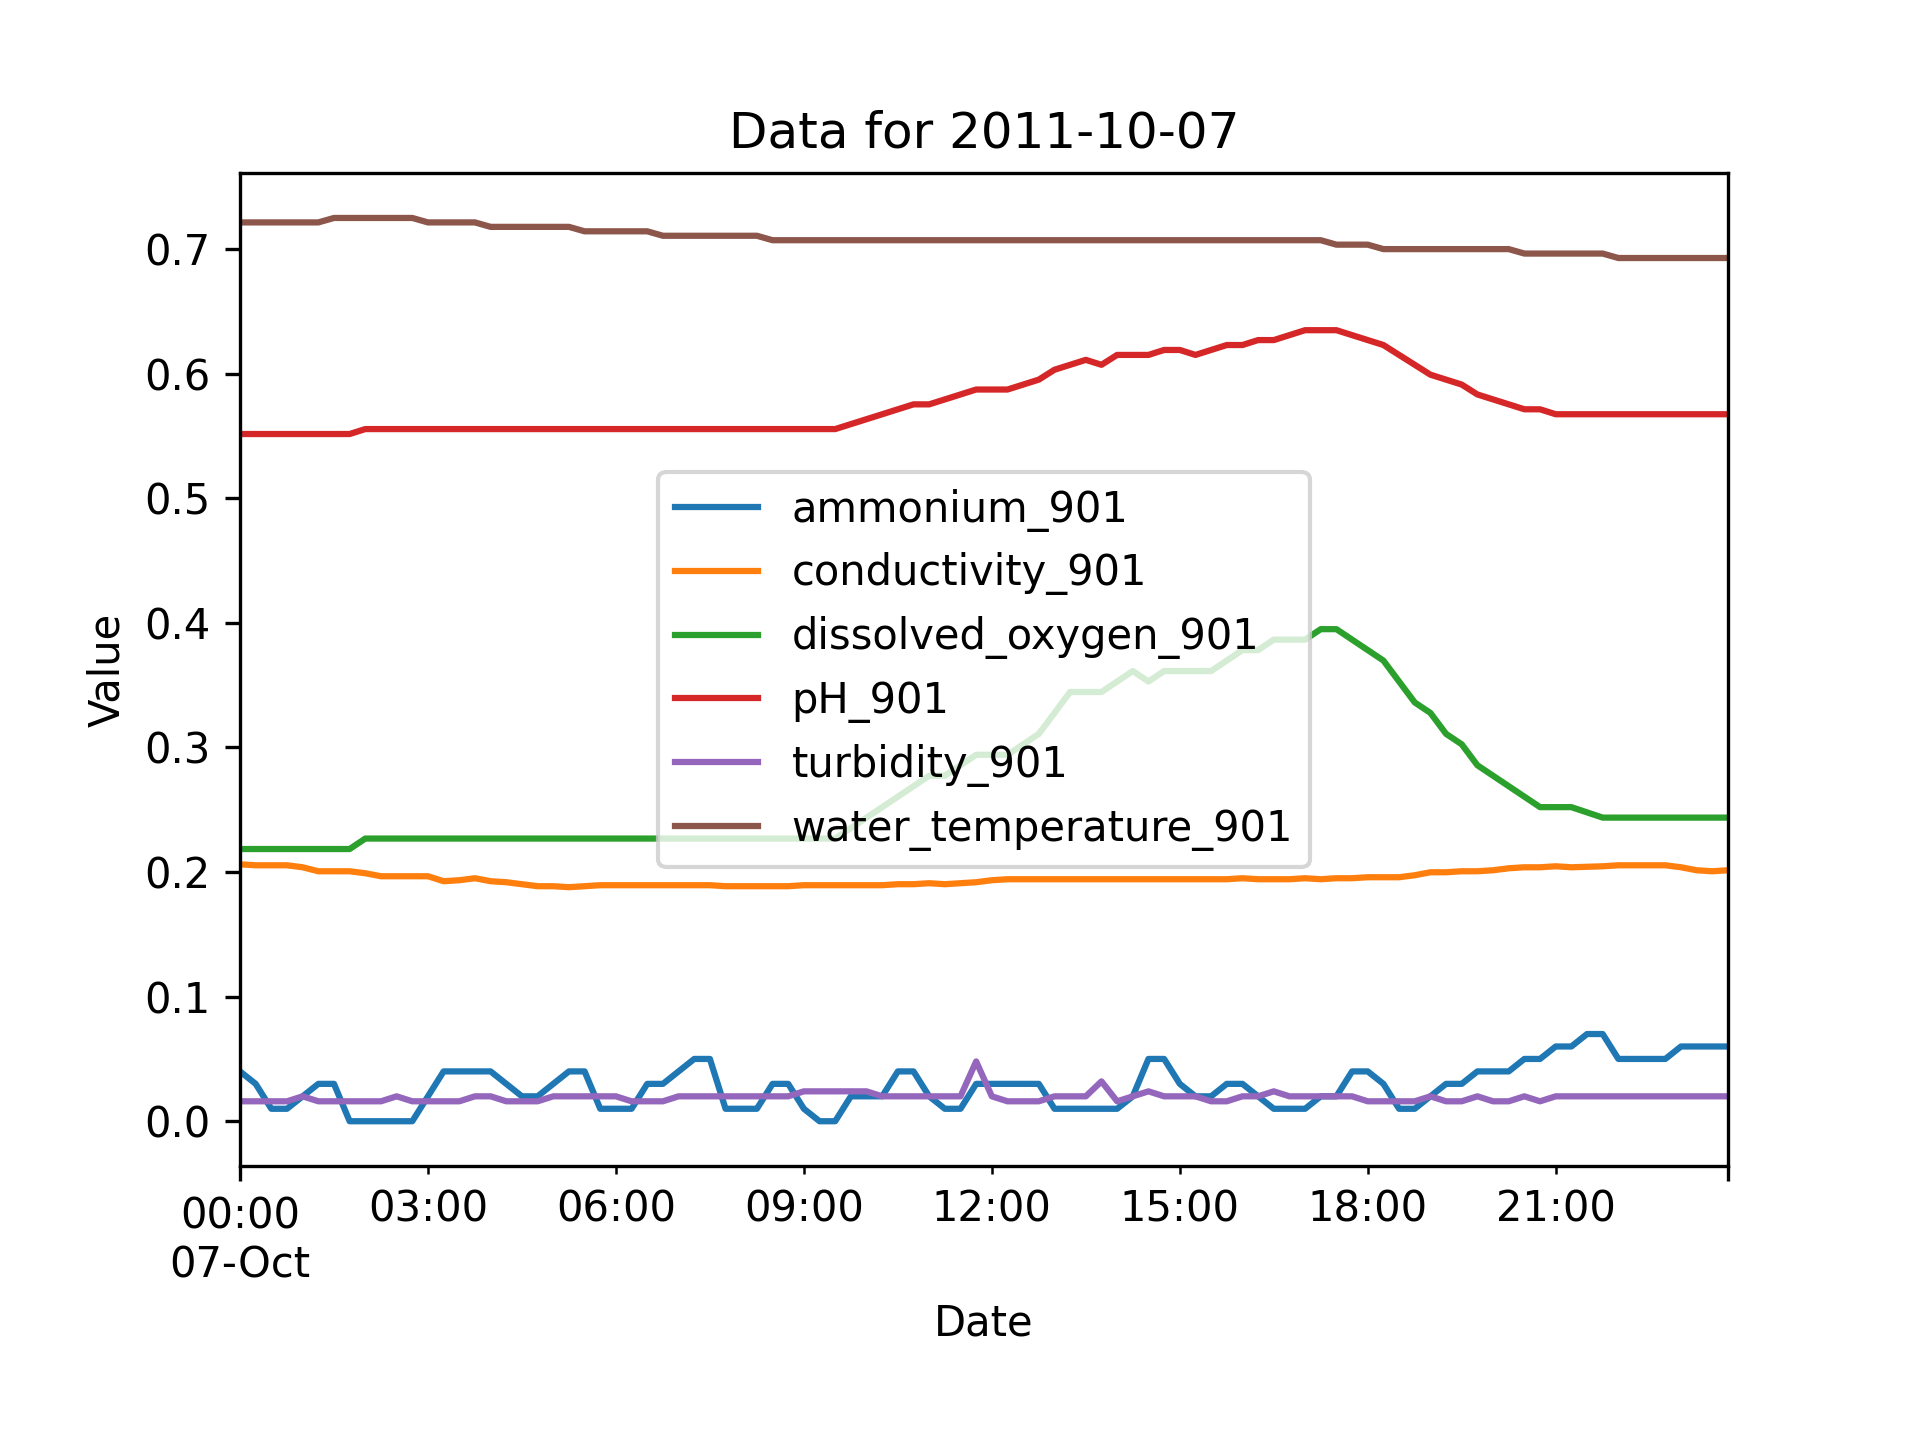 Data for 2011-10-07
Value
0.7
0.6
0.5
0.4
0.3
0.2
0.1
0.0
ammonium_901
conductivity_901
dissolved_oxygen_901
pH_901
turbidity_901
water_temperature_901
00:00 03:00 06:00 09:00 12:00 15:00 18:00 21:00
07-Oct
Date